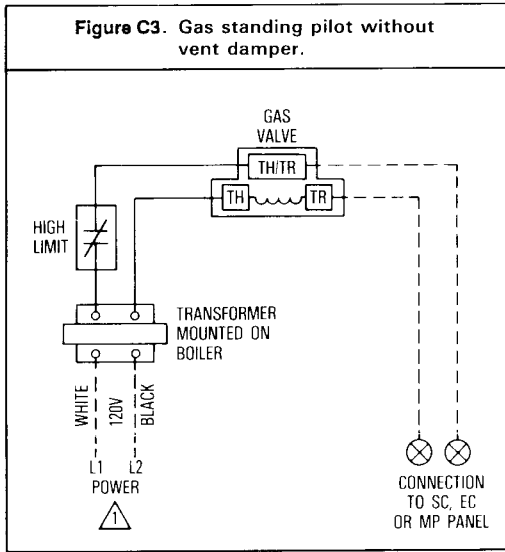 Figure C3. Gas standing pilot without
vent damper.
GAS
VALVE
TH/TR
TH
TR
HIGH
LIMIT
TRANSFORMER
MOUNTED ON
BOILER
WHITE
120V
BLACK
L1 L2
POWER
1
CONNECTION
TO SC, EC
OR MP PANEL